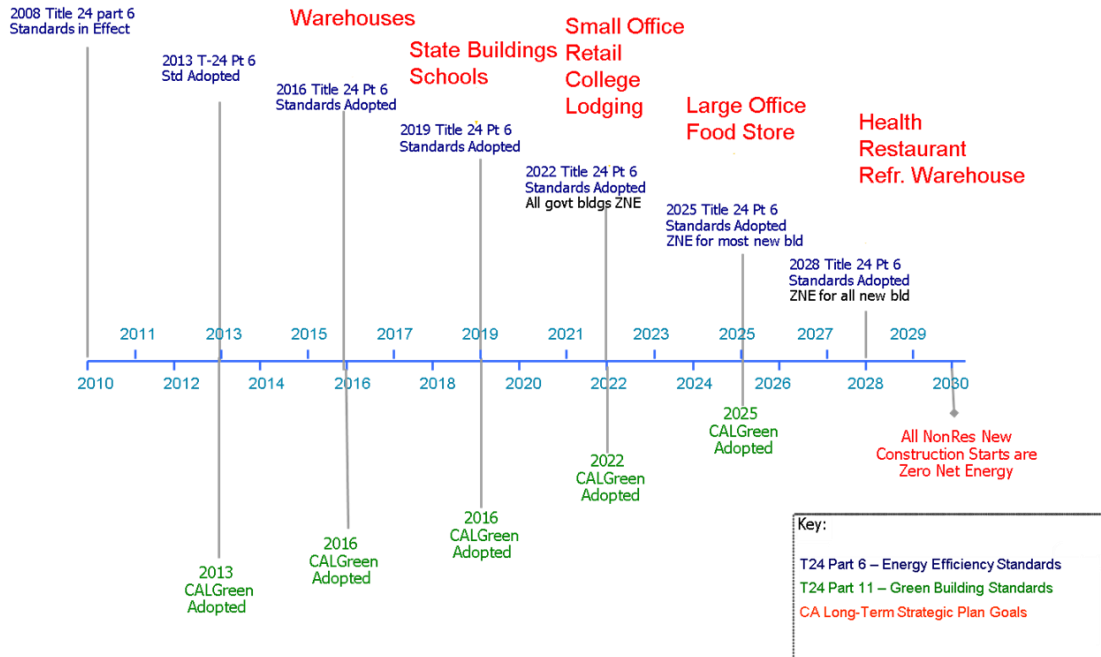 2008 Title 24 part 6
Standards in Effect
2013 T-24 Pt 6
Std Adopted
Warehouses
2016 Title 24 Pt 6
Standards Adopted
State Buildings
Schools
2019 Title 24 Pt 6
Standards Adopted
Small Office
Retail
College
Lodging
2022 Title 24 Pt 6
Standards Adopted
All govt bldgs ZNE
Large Office
Food Store
2025 Title 24 Pt 6
Standards Adopted
ZNE for most new bld
Health
Restaurant
Refr. Warehouse
2028 Title 24 Pt 6
Standards Adopted
ZNE for all new bld
2011 2013 2015 2017 2019 2021 2023 2025 2027 2029
2010 2012 2014 2016 2018 2020 2022 2024 2026 2028 2030
2013
CALGreen
Adopted
2016
CALGreen
Adopted
2016
CALGreen
Adopted
2022
CALGreen
Adopted
2025
CALGreen
Adopted
All NonRes New
Construction Starts are
Zero Net Energy
Key:
T24 Part 6 – Energy Efficiency Standards
T24 Part 11 – Green Building Standards
CA Long-Term Strategic Plan Goals